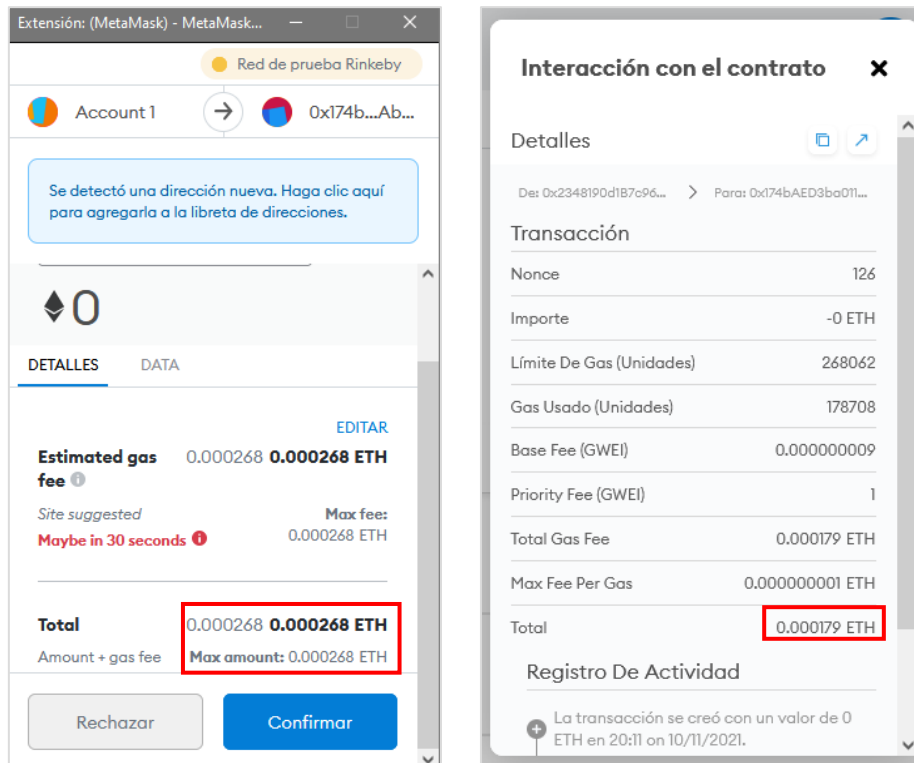 Extensión: (MetaMask) - MetaMask...
Red de prueba Rinkeby
Account 1
0x174b...Ab...
Se detectó una dirección nueva. Haga clic aquí
para agregarla a la libreta de direcciones.
0
DETALLES DATA
EDITAR
Estimated gas 0.000268 0.000268 ETH
fee
Site suggested Max fee:
Maybe in 30 seconds 0.000268 ETH
Total 0.000268 0.000268 ETH
Amount + gas fee Max amount: 0.000268 ETH
Rechazar Confirmar
Interacción con el contrato
Detalles
De: 0x2348190d1B7c96... Para: 0x174bAED3ba011...
Transacción
Nonce 126
Importe -0 ETH
Límite De Gas (Unidades) 268062
Gas Usado (Unidades) 178708
Base Fee (GWEI) 0.000000009
Priority Fee (GWEI) 1
Total Gas Fee 0.000179 ETH
Max Fee Per Gas 0.000000001 ETH
Total 0.000179 ETH
Registro De Actividad
La transacción se creó con un valor de 0
ETH en 20:11 on 10/11/2021.